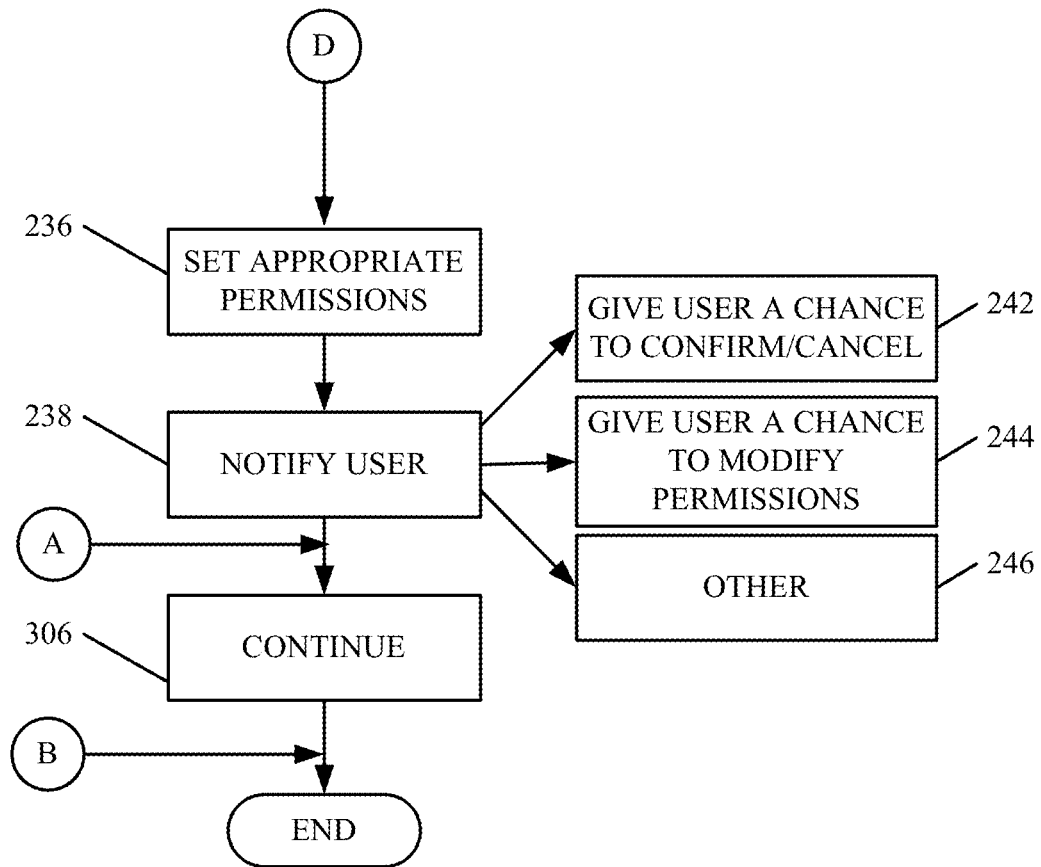 D
236
SET APPROPRIATE
PERMISSIONS
GIVE USER A CHANCE
TO CONFIRM/CANCEL
242
238
NOTIFY USER
GIVE USER A CHANCE
TO MODIFY
PERMISSIONS
244
A
OTHER
246
306
CONTINUE
B
END